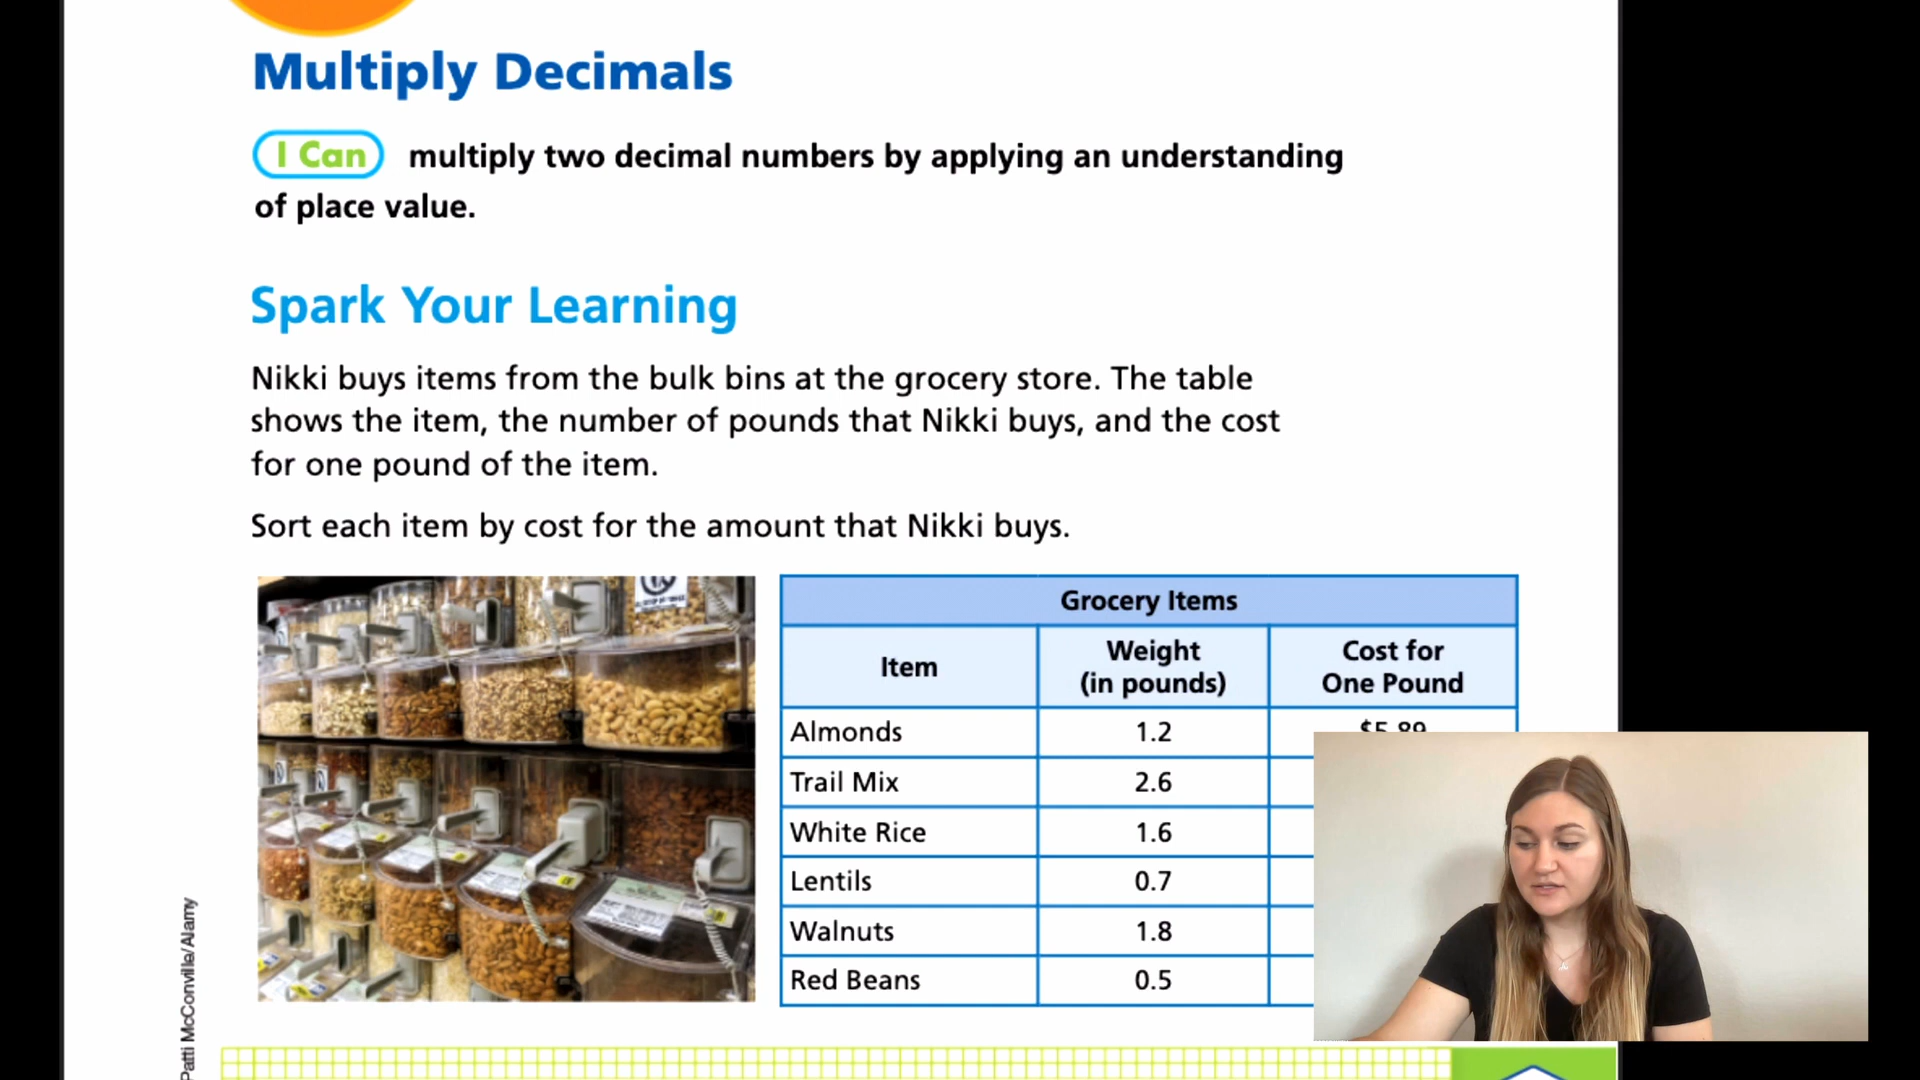 Multiply Decimals
I Can multiply two decimal numbers by applying an understanding
of place value.
Spark Your Learning
Nikki buys items from the bulk bins at the grocery store. The table
shows the item, the number of pounds that Nikki buys, and the cost
for one pound of the item.
Sort each item by cost for the amount that Nikki buys.
Grocery Items
Item Weight (in pounds) Cost for One Pound
Almonds 1.2 $5.89
Trail Mix 2.6
White Rice 1.6
Lentils 0.7
Walnuts 1.8
Red Beans 0.5
Patti McConville/Alamy